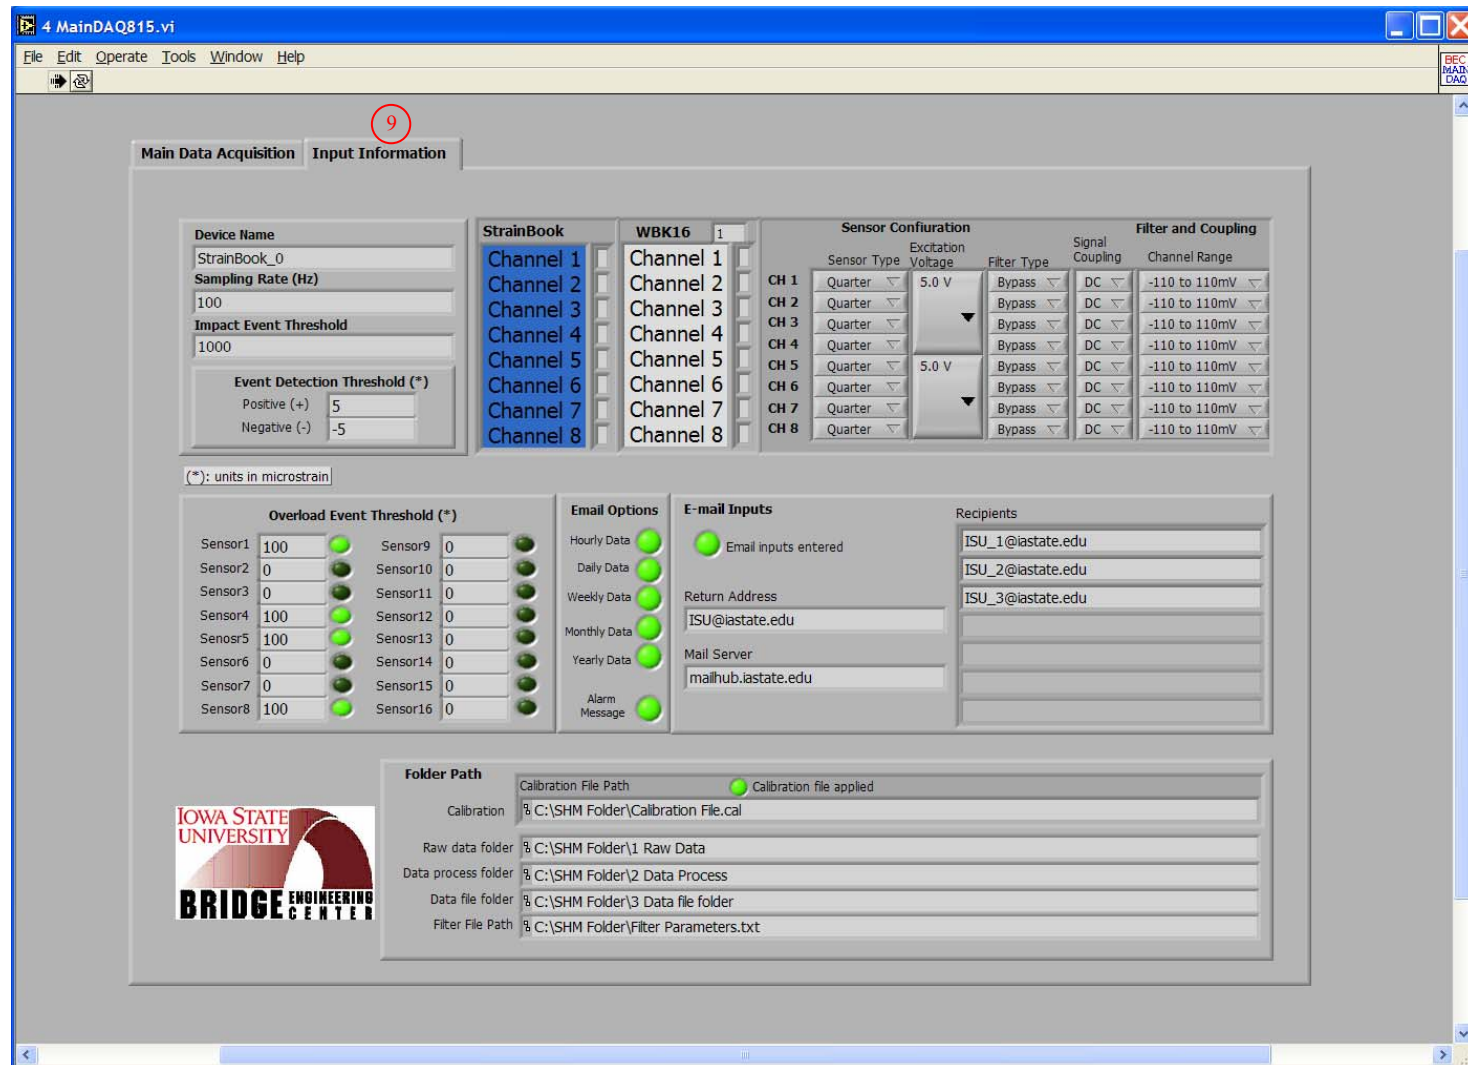 4 MainDAQ815.vi
File Edit Operate Tools Window Help
BEC
MAIN
DAQ
9
Main Data Acquisition Input Information
Device Name
StrainBook_0
Sampling Rate (Hz)
100
Impact Event Threshold
1000
Event Detection Threshold (*)
Positive (+) 5
Negative (-) -5
StrainBook
Channel 1
Channel 2
Channel 3
Channel 4
Channel 5
Channel 6
Channel 7
Channel 8
WBK16 1
Channel 1
Channel 2
Channel 3
Channel 4
Channel 5
Channel 6
Channel 7
Channel 8
Sensor Confiuration Filter and Coupling
Sensor Type Excitation Voltage Filter Type Signal Coupling Channel Range
CH 1 Quarter 5.0 V Bypass DC -110 to 110mV
CH 2 Quarter Bypass DC -110 to 110mV
CH 3 Quarter Bypass DC -110 to 110mV
CH 4 Quarter Bypass DC -110 to 110mV
CH 5 Quarter 5.0 V Bypass DC -110 to 110mV
CH 6 Quarter Bypass DC -110 to 110mV
CH 7 Quarter Bypass DC -110 to 110mV
CH 8 Quarter Bypass DC -110 to 110mV
(*): units in microstrain
Overload Event Threshold (*)
Sensor1 100 Sensor9 0
Sensor2 0 Sensor10 0
Sensor3 0 Sensor11 0
Sensor4 100 Sensor12 0
Senosr5 100 Senosr13 0
Sensor6 0 Sensor14 0
Sensor7 0 Sensor15 0
Sensor8 100 Sensor16 0
Email Options
Hourly Data
Daily Data
Weekly Data
Monthly Data
Yearly Data
Alarm
Message
E-mail Inputs
Email inputs entered
Return Address
ISU@iastate.edu
Mail Server
mailhub.iastate.edu
Recipients
ISU_1@iastate.edu
ISU_2@iastate.edu
ISU_3@iastate.edu
IOWA STATE
UNIVERSITY
BRIDGE ENGINEERING
CENTER
Folder Path
Calibration File Path Calibration file applied
Calibration C:\SHM Folder\Calibration File.cal
Raw data folder C:\SHM Folder\1 Raw Data
Data process folder C:\SHM Folder\2 Data Process
Data file folder C:\SHM Folder\3 Data file folder
Filter File Path C:\SHM Folder\Filter Parameters.txt